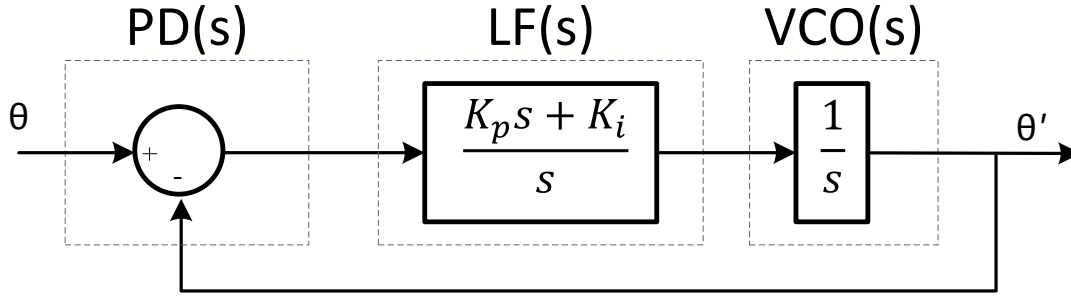 PD(s) LF(s) VCO(s)
θ
+
-
K_p s + K_i
s
1
s
θ'